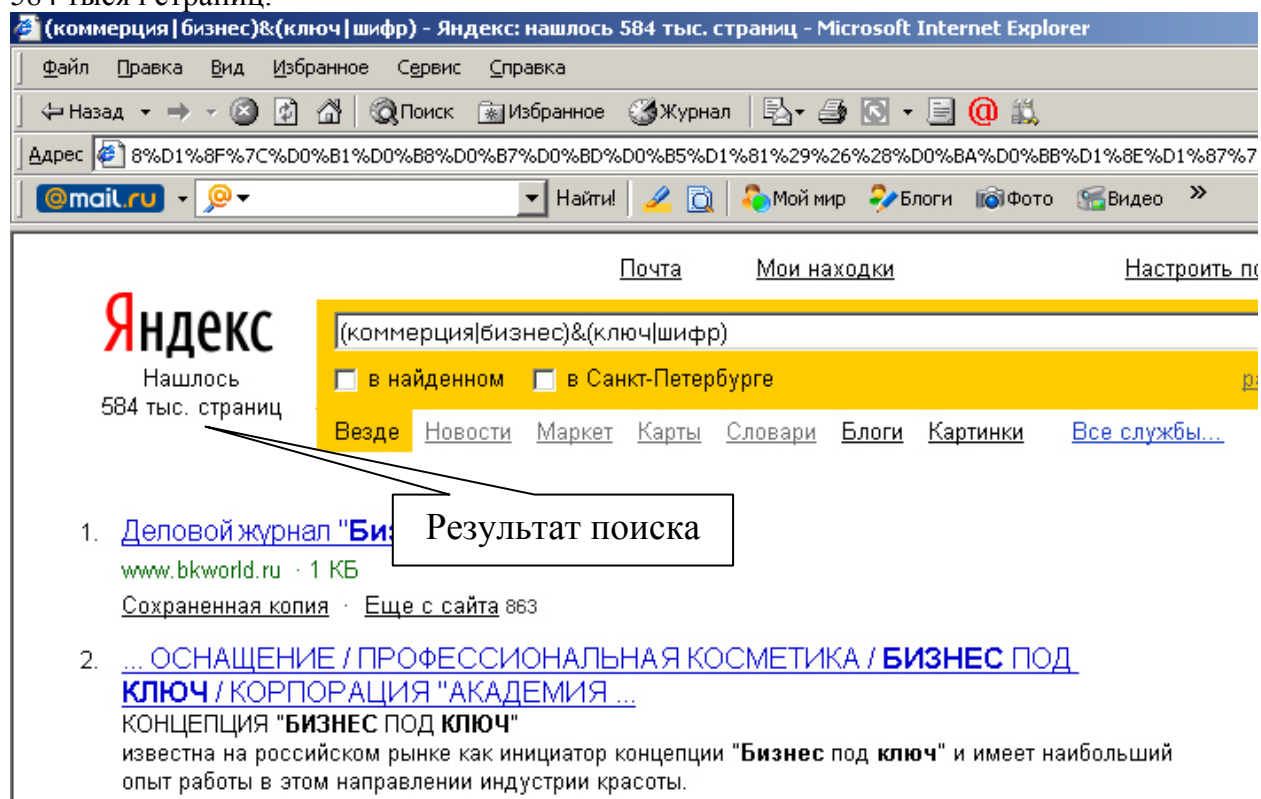 584 тыся страниц.
(коммерция|бизнес)&(ключ|шифр) - Яндекс: нашлось 584 тыс. страниц - Microsoft Internet Explorer
Файл Правка Вид Избранное Сервис Справка
Назад Поиск Избранное Журнал
Адрес 8%D1%8F%7C%D0%B1%D0%B8%D0%B7%D0%BD%D0%B5%D1%81%29%26%28%D0%BA%D0%BB%D1%8E%D1%87%7
@mail.ru Найти! Мой мир Блоги Фото Видео »
Почта Мои находки Настроить
Яндекс
(коммерция|бизнес)&(ключ|шифр)
Нашлось
584 тыс. страниц
в найденном в Санкт-Петербурге
Везде Новости Маркет Карты Словари Блоги Картинки Все службы...
Результат поиска
1. Деловой журнал "Биз
www.bkworld.ru · 1 КБ
Сохраненная копия · Еще с сайта 863
2. ... ОСНАЩЕНИЕ / ПРОФЕССИОНАЛЬНАЯ КОСМЕТИКА / БИЗНЕС ПОД
КЛЮЧ / КОРПОРАЦИЯ "АКАДЕМИЯ ...
КОНЦЕПЦИЯ "БИЗНЕС ПОД КЛЮЧ"
известна на российском рынке как инициатор концепции "Бизнес под ключ" и имеет наибольший
опыт работы в этом направлении индустрии красоты.